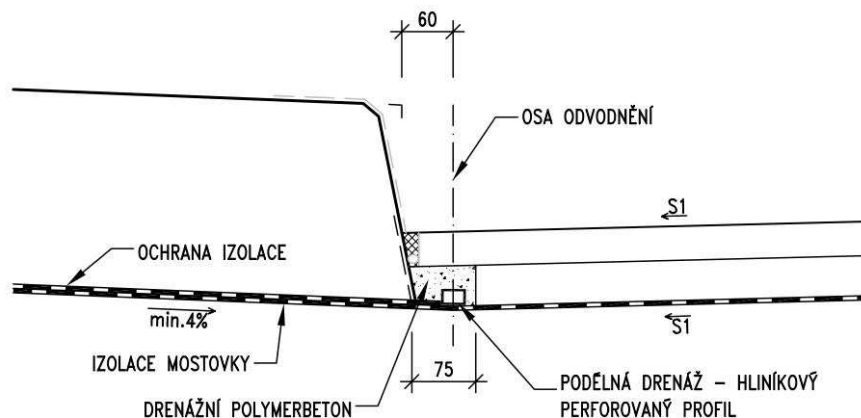 60
OSA ODVODNĚNÍ
S1
OCHRANA IZOLACE
min.4%
S1
IZOLACE MOSTOVKY
75
PODÉLNÁ DRENÁŽ – HLINÍKOVÝ
PERFOROVANÝ PROFIL
DRENÁŽNÍ POLYMERBETON